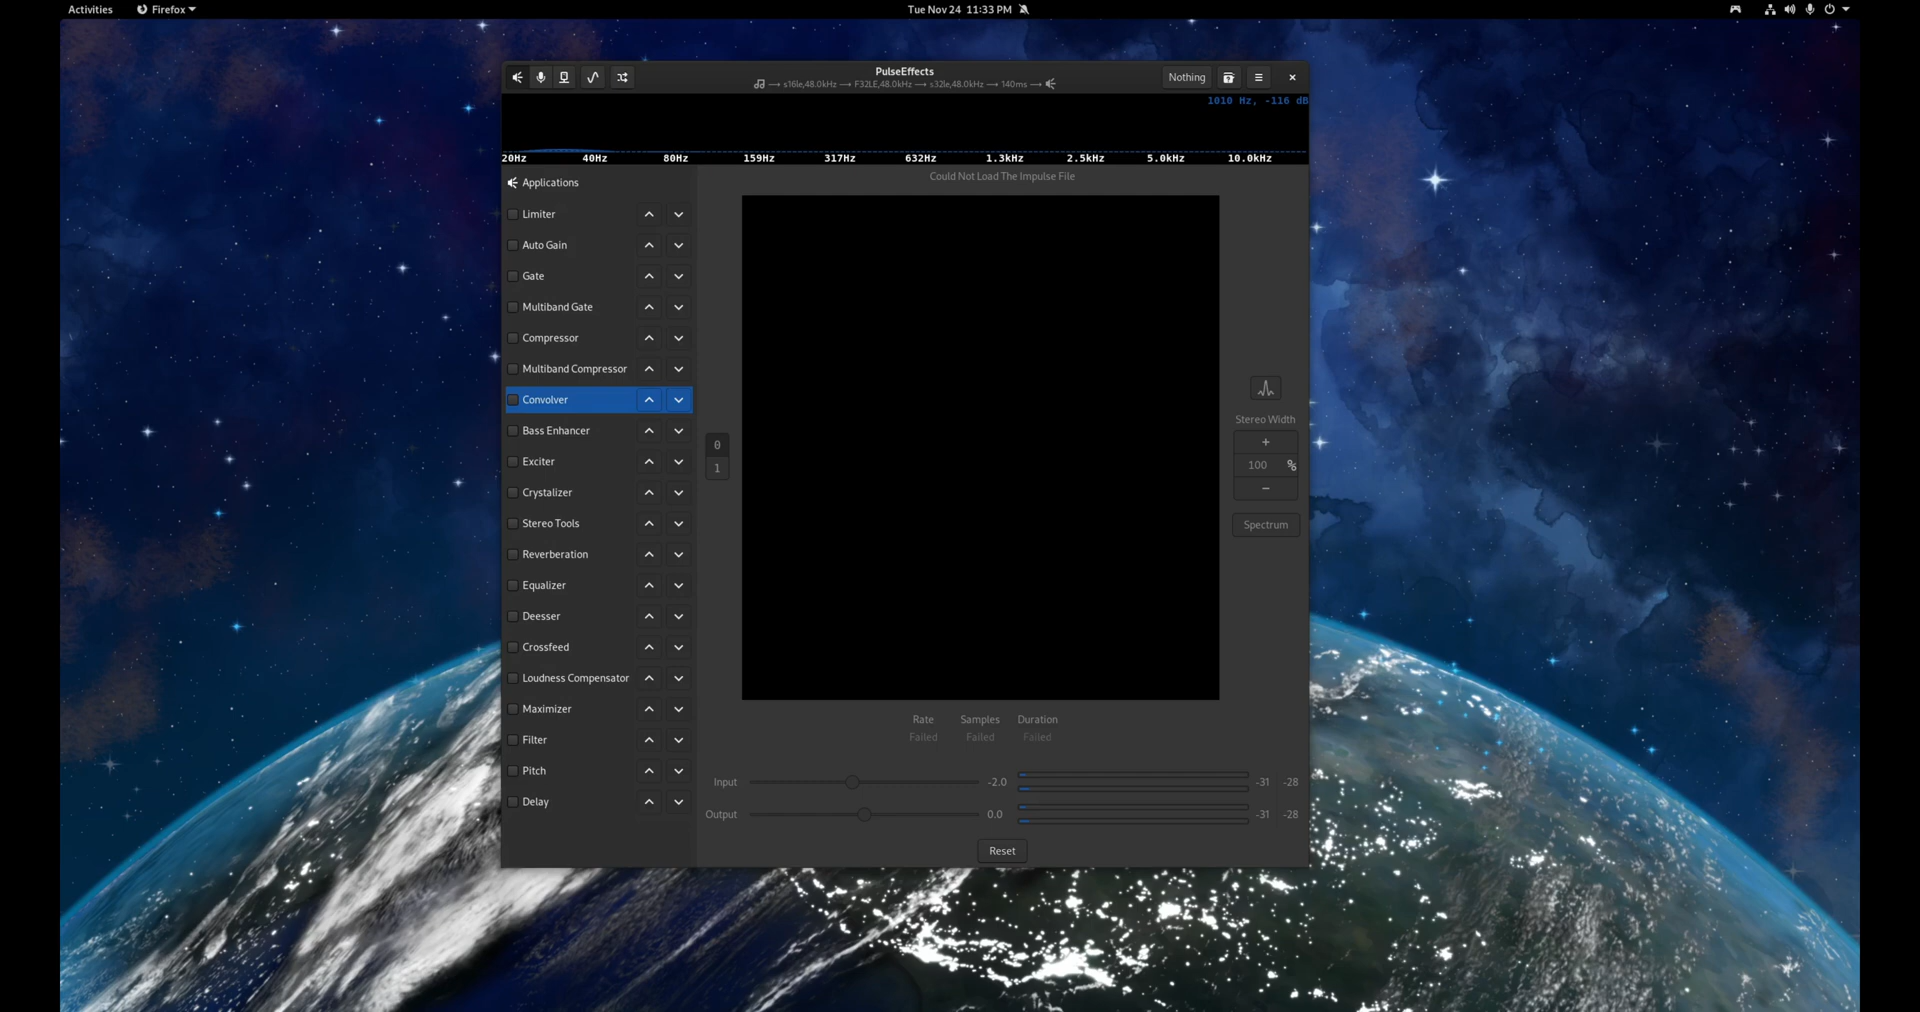 Activities
Firefox
Tue Nov 24 11:33 PM
PulseEffects
s16le,48.0kHz → F32LE,48.0kHz → s32le,48.0kHz → 140ms →
Nothing
1010 Hz, -116 dB
20Hz 40Hz 80Hz 159Hz 317Hz 632Hz 1.3kHz 2.5kHz 5.0kHz 10.0kHz
Applications
Limiter
Auto Gain
Gate
Multiband Gate
Compressor
Multiband Compressor
Convolver
Bass Enhancer
Exciter
Crystalizer
Stereo Tools
Reverberation
Equalizer
Deesser
Crossfeed
Loudness Compensator
Maximizer
Filter
Pitch
Delay
Could Not Load The Impulse File
0
1
Stereo Width
+
100 %
−
Spectrum
Rate Samples Duration
Failed Failed Failed
Input -2.0 -31 -28
Output 0.0 -31 -28
Reset